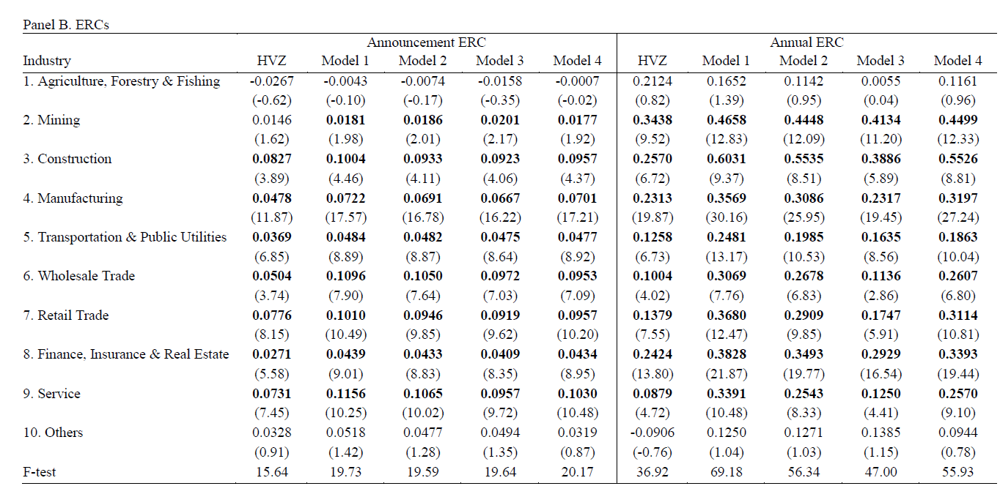 Panel B. ERCs
Announcement ERC Annual ERC
Industry HVZ Model 1 Model 2 Model 3 Model 4 HVZ Model 1 Model 2 Model 3 Model 4
1. Agriculture, Forestry & Fishing -0.0267 -0.0043 -0.0074 -0.0158 -0.0007 0.2124 0.1652 0.1142 0.0055 0.1161
(-0.62) (-0.10) (-0.17) (-0.35) (-0.02) (0.82) (1.39) (0.95) (0.04) (0.96)
2. Mining 0.0146 0.0181 0.0186 0.0201 0.0177 0.3438 0.4658 0.4448 0.4134 0.4499
(1.62) (1.98) (2.01) (2.17) (1.92) (9.52) (12.83) (12.09) (11.20) (12.33)
3. Construction 0.0827 0.1004 0.0933 0.0923 0.0957 0.2570 0.6031 0.5535 0.3886 0.5526
(3.89) (4.46) (4.11) (4.06) (4.37) (6.72) (9.37) (8.51) (5.89) (8.81)
4. Manufacturing 0.0478 0.0722 0.0691 0.0667 0.0701 0.2313 0.3569 0.3086 0.2317 0.3197
(11.87) (17.57) (16.78) (16.22) (17.21) (19.87) (30.16) (25.95) (19.45) (27.24)
5. Transportation & Public Utilities 0.0369 0.0484 0.0482 0.0475 0.0477 0.1258 0.2481 0.1985 0.1635 0.1863
(6.85) (8.89) (8.87) (8.64) (8.92) (6.73) (13.17) (10.53) (8.56) (10.04)
6. Wholesale Trade 0.0504 0.1096 0.1050 0.0972 0.0953 0.1004 0.3069 0.2678 0.1136 0.2607
(3.74) (7.90) (7.64) (7.03) (7.09) (4.02) (7.76) (6.83) (2.86) (6.80)
7. Retail Trade 0.0776 0.1010 0.0946 0.0919 0.0957 0.1379 0.3680 0.2909 0.1747 0.3114
(8.15) (10.49) (9.85) (9.62) (10.20) (7.55) (12.47) (9.85) (5.91) (10.81)
8. Finance, Insurance & Real Estate 0.0271 0.0439 0.0433 0.0409 0.0434 0.2424 0.3828 0.3493 0.2929 0.3393
(5.58) (9.01) (8.83) (8.35) (8.95) (13.80) (21.87) (19.77) (16.54) (19.44)
9. Service 0.0731 0.1156 0.1065 0.0957 0.1030 0.0879 0.3391 0.2543 0.1250 0.2570
(7.45) (10.25) (10.02) (9.72) (10.48) (4.72) (10.48) (8.33) (4.41) (9.10)
10. Others 0.0328 0.0518 0.0477 0.0494 0.0319 -0.0906 0.1250 0.1271 0.1385 0.0944
(0.91) (1.42) (1.28) (1.35) (0.87) (-0.76) (1.04) (1.03) (1.15) (0.78)
F-test 15.64 19.73 19.59 19.64 20.17 36.92 69.18 56.34 47.00 55.93